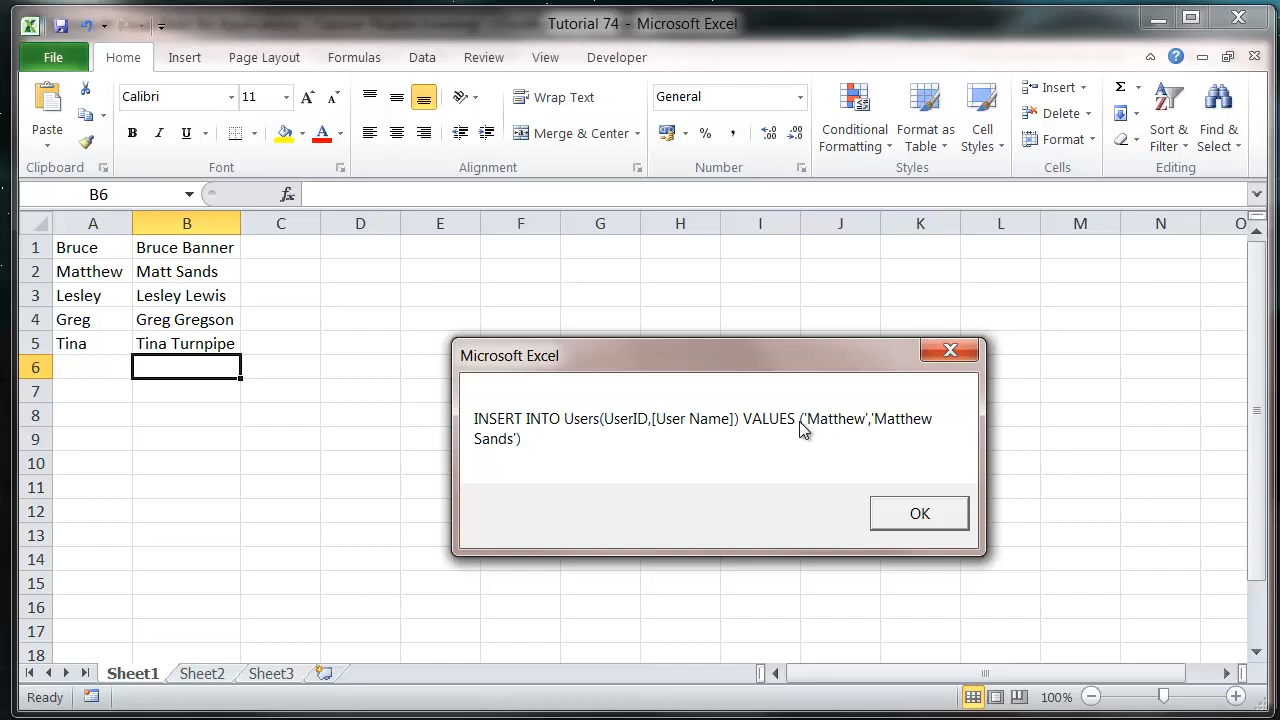 Tutorial 74 - Microsoft Excel
File Home Insert Page Layout Formulas Data Review View Developer
Calibri 11 Wrap Text General Insert Σ
Paste B I U A Merge & Center % , Conditional Formatting Format as Table Cell Styles Delete Format Sort & Filter Find & Select
Clipboard Font Alignment Number Styles Cells Editing
B6 fx
A B C D E F G H I J K L M N O
1 Bruce Bruce Banner
2 Matthew Matt Sands
3 Lesley Lesley Lewis
4 Greg Greg Gregson
5 Tina Tina Turnpipe
6
7
8
9
10
11
12
13
14
15
16
17
18
Microsoft Excel
INSERT INTO Users(UserID,[User Name]) VALUES ('Matthew','Matthew
Sands')
OK
Sheet1 Sheet2 Sheet3
Ready 100%